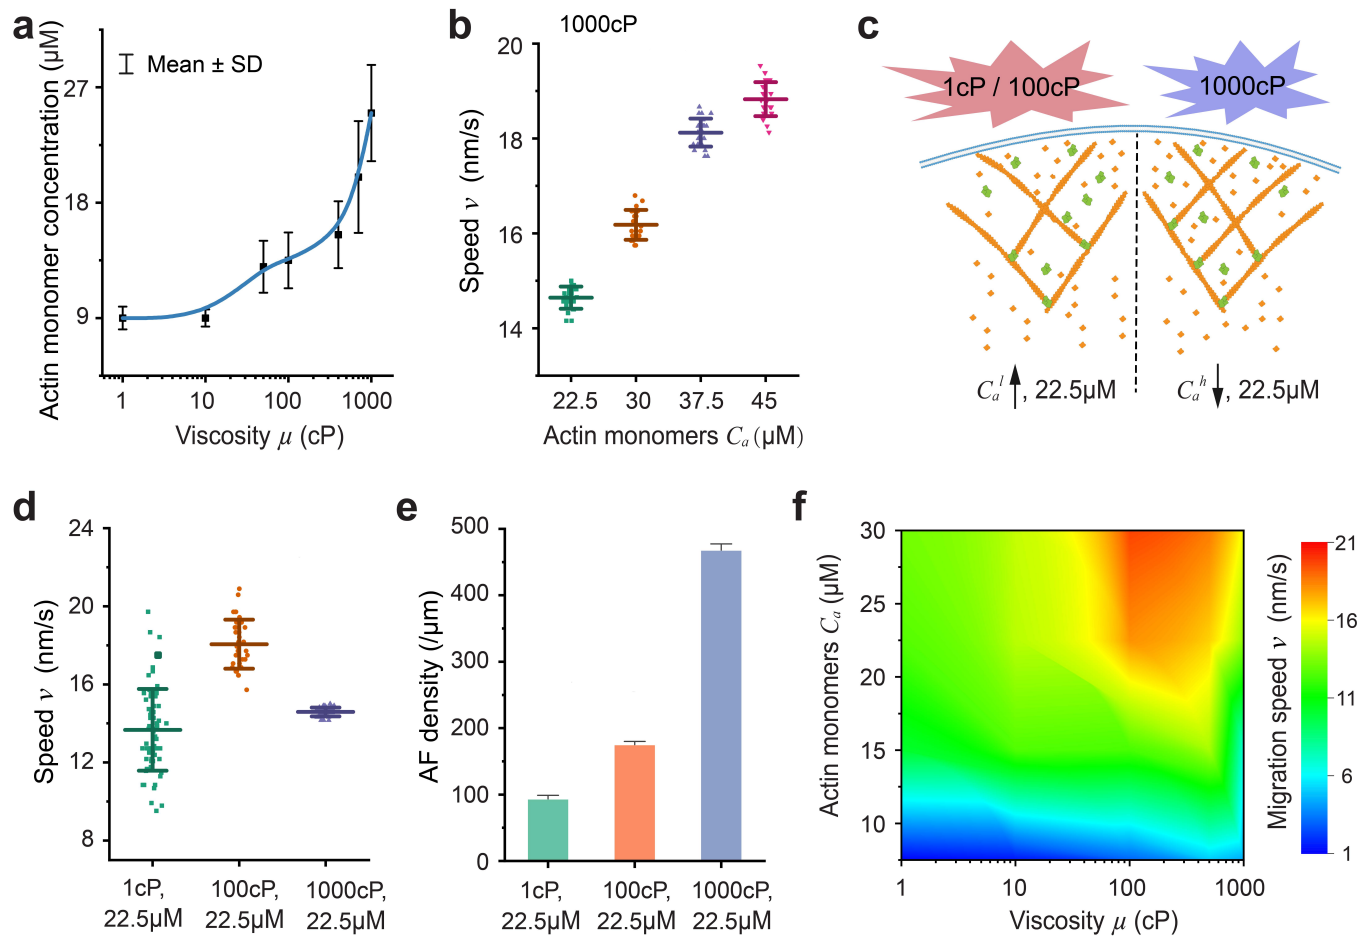 a
Actin monomer concentration (μM)
Mean ± SD
27
18
9
1
10
100
1000
Viscosity μ (cP)
b
1000cP
Speed v (nm/s)
20
18
16
14
22.5
30
37.5
45
Actin monomers Ca (μM)
c
1cP / 100cP
1000cP
Cal , 22.5μM
Cah , 22.5μM
d
Speed v (nm/s)
24
20
16
12
8
1cP,
22.5μM
100cP,
22.5μM
1000cP,
22.5μM
e
AF density (/μm)
500
400
300
200
100
0
1cP,
22.5μM
100cP,
22.5μM
1000cP,
22.5μM
f
Actin monomers Ca (μM)
30
25
20
15
10
1
10
100
1000
Viscosity μ (cP)
Migration speed v (nm/s)
21
16
11
6
1